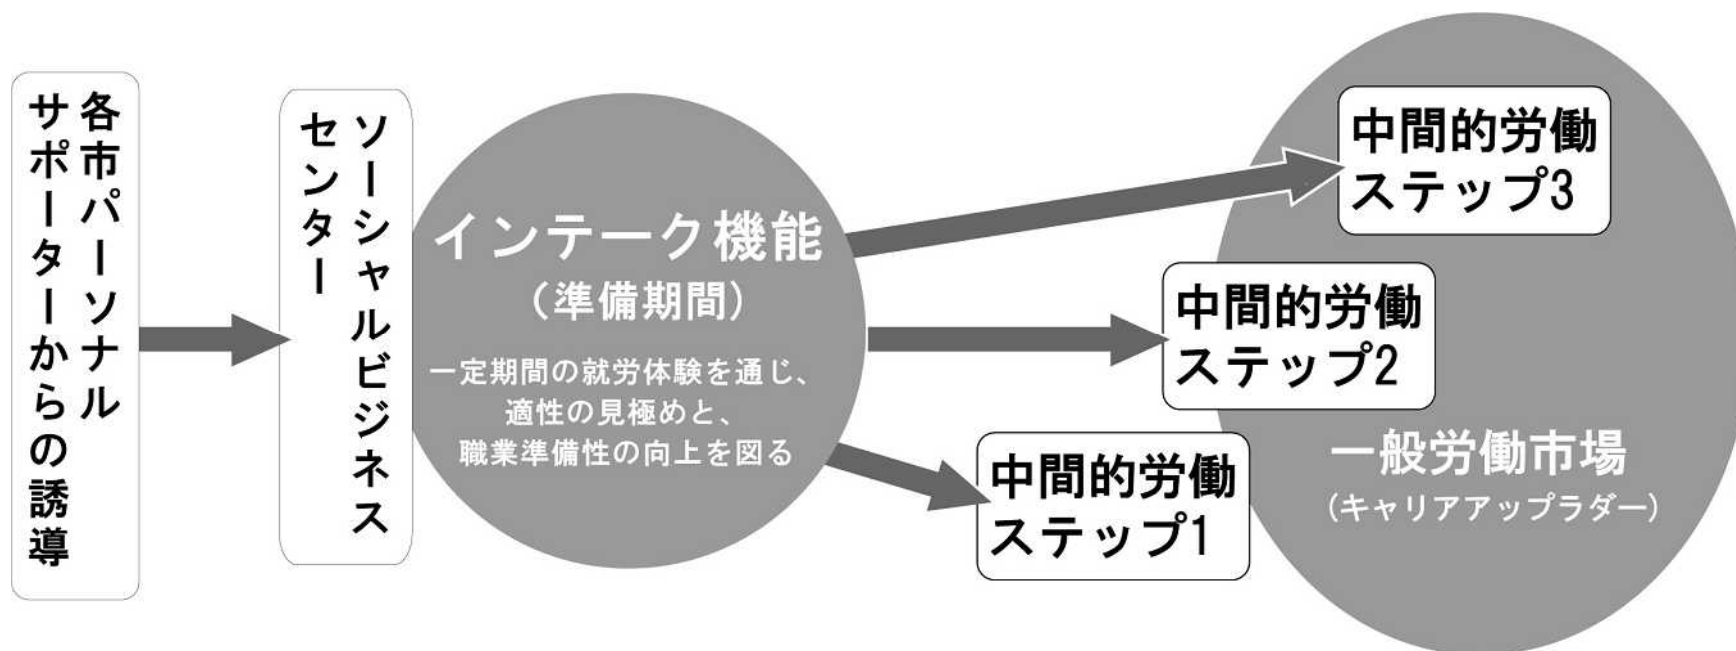 各市パーソナル
サポーターからの誘導
ソーシャルビジネス
センター
インテーク機能
（準備期間）
一定期間の就労体験を通じ、
適性の見極めと、
職業準備性の向上を図る
中間的労働
ステップ3
中間的労働
ステップ2
中間的労働
ステップ1
一般労働市場
（キャリアアップラダー）